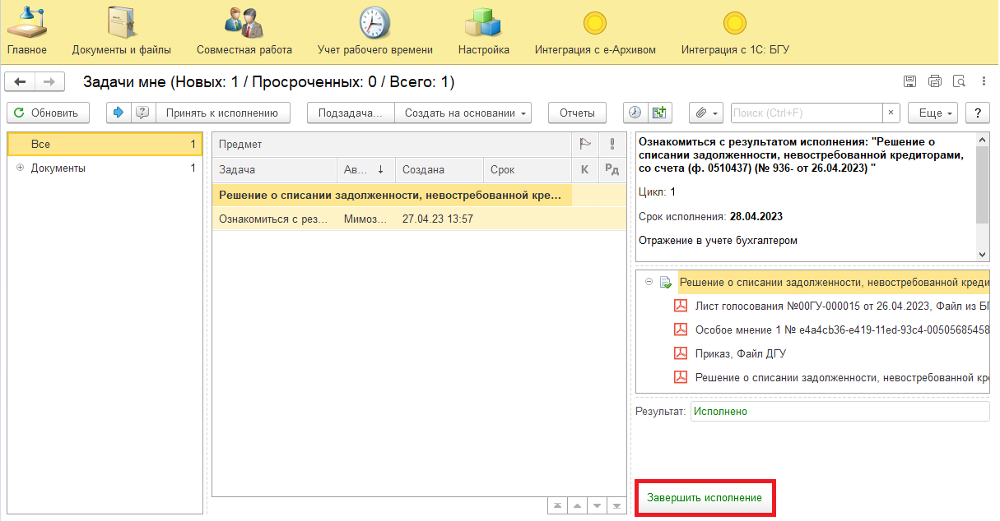 Главное
Документы и файлы
Совместная работа
Учет рабочего времени
Настройка
Интеграция с е-Архивом
Интеграция с 1С: БГУ
Задачи мне (Новых: 1 / Просроченных: 0 / Всего: 1)
Обновить
Принять к исполнению
Подзадача...
Создать на основании
Отчеты
Поиск (Ctrl+F)
×
Еще
?
Все 1
Документы 1
Предмет
Задача Ав... ↓ Создана Срок К Рд
Решение о списании задолженности, невостребованной кре...
Ознакомиться с рез... Мимоз... 27.04.23 13:57
Ознакомиться с результатом исполнения: "Решение о
списании задолженности, невостребованной кредиторами,
со счета (ф. 0510437) (№ 936- от 26.04.2023) "
Цикл: 1
Срок исполнения: 28.04.2023
Отражение в учете бухгалтером
Решение о списании задолженности, невостребованной креди
Лист голосования №00ГУ-000015 от 26.04.2023, Файл из БГ
Особое мнение 1 № e4a4cb36-e419-11ed-93c4-00505685458
Приказ, Файл ДГУ
Решение о списании задолженности, невостребованной кре
Результат: Исполнено
Завершить исполнение